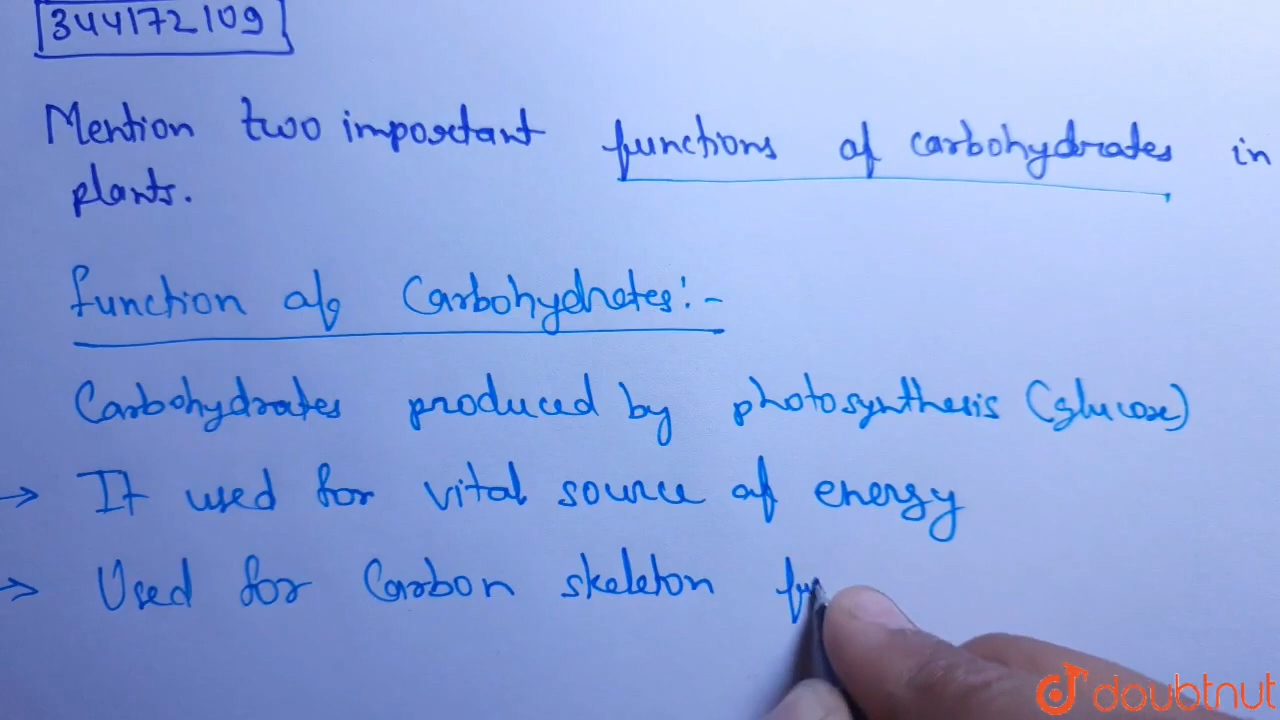 344172109
Mention two important functions of carbohydrates in
plants.
function of Carbohydrates:-
Carbohydrates produced by photosynthesis (glucose)
→ It used for vital source of energy
→ Used for Carbon skeleton
doubtnut